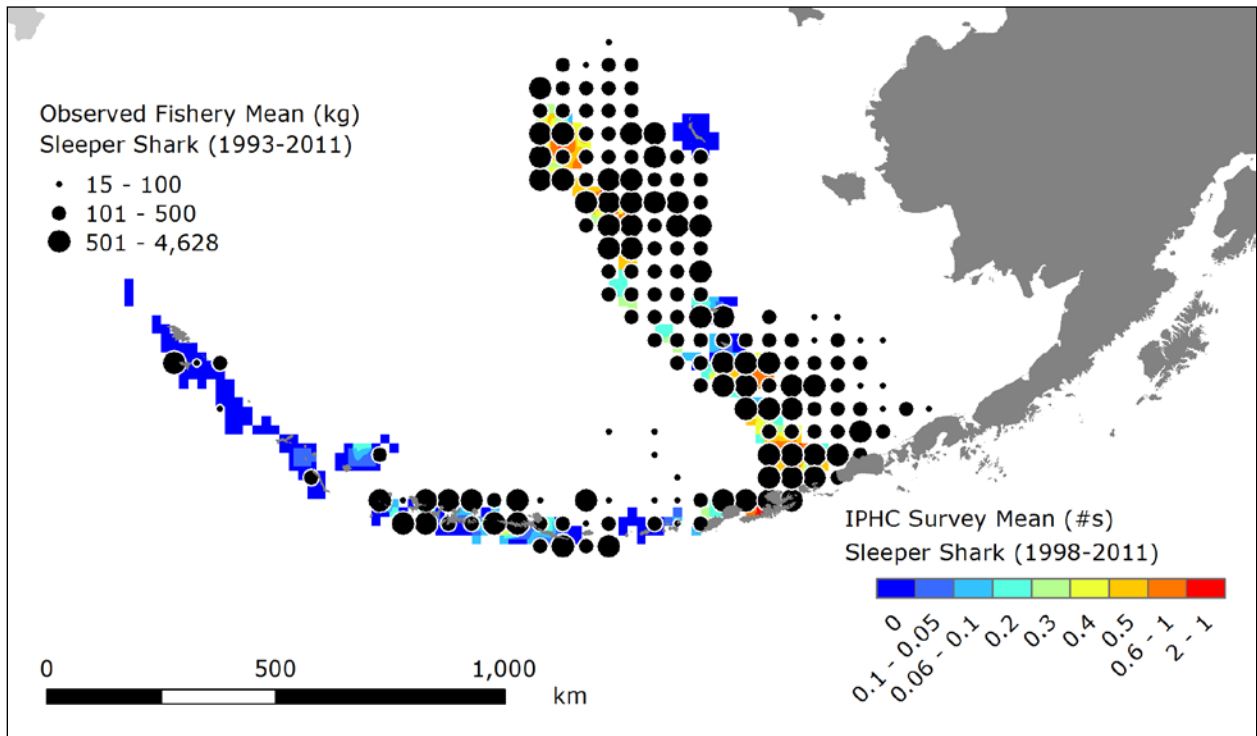 Observed Fishery Mean (kg)
Sleeper Shark (1993-2011)
15 - 100
101 - 500
501 - 4,628
IPHC Survey Mean (#s)
Sleeper Shark (1998-2011)
0
0.1 - 0.05
0.06 - 0.1
0.2
0.3
0.4
0.5
0.6 - 1
2 - 1
0 500 1,000
km